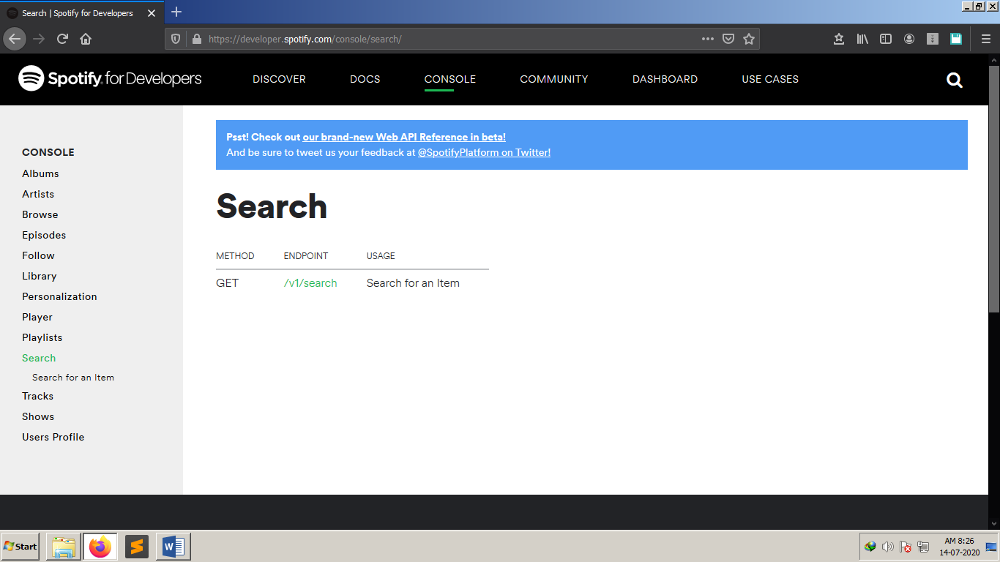 Search | Spotify for Developers
https://developer.spotify.com/console/search/
Spotify for Developers
DISCOVER
DOCS
CONSOLE
COMMUNITY
DASHBOARD
USE CASES
CONSOLE
Albums
Artists
Browse
Episodes
Follow
Library
Personalization
Player
Playlists
Search
Search for an Item
Tracks
Shows
Users Profile
Psst! Check out our brand-new Web API Reference in beta!
And be sure to tweet us your feedback at @SpotifyPlatform on Twitter!
Search
METHOD ENDPOINT USAGE
GET /v1/search Search for an Item
Start
AM 8:26
14-07-2020